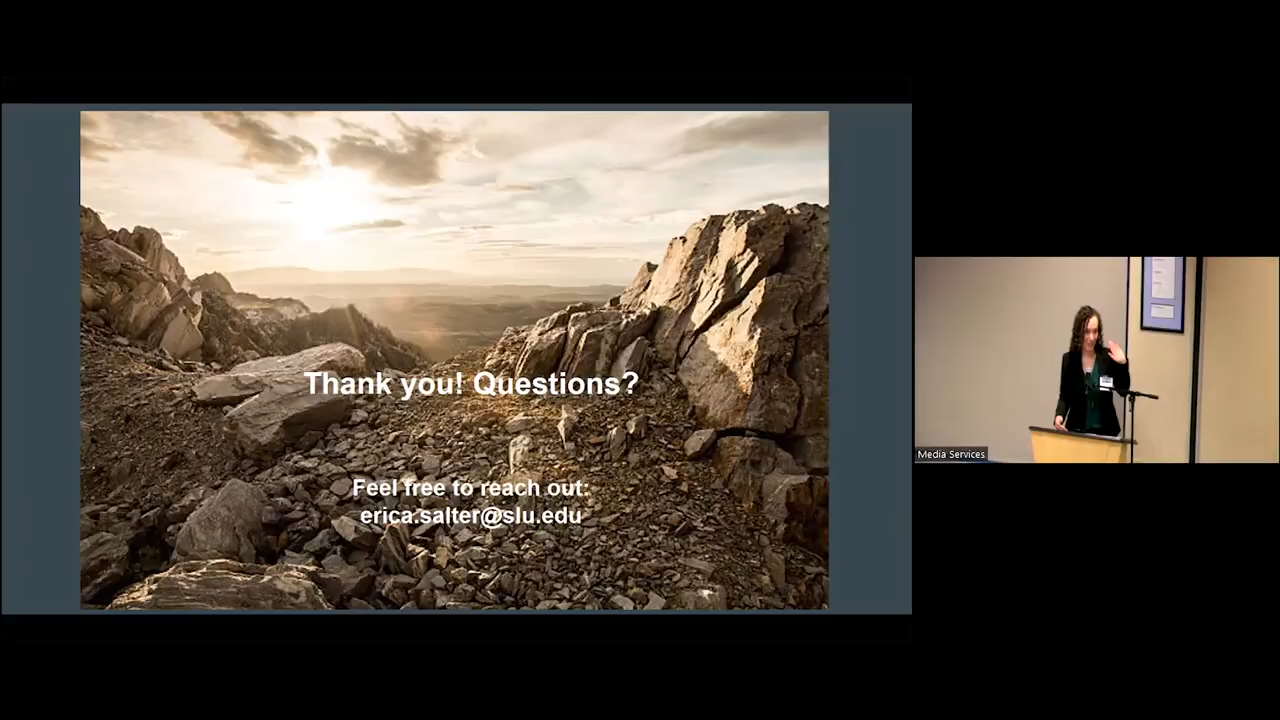 Thank you! Questions?
Feel free to reach out:
erica.salter@slu.edu
Media Services